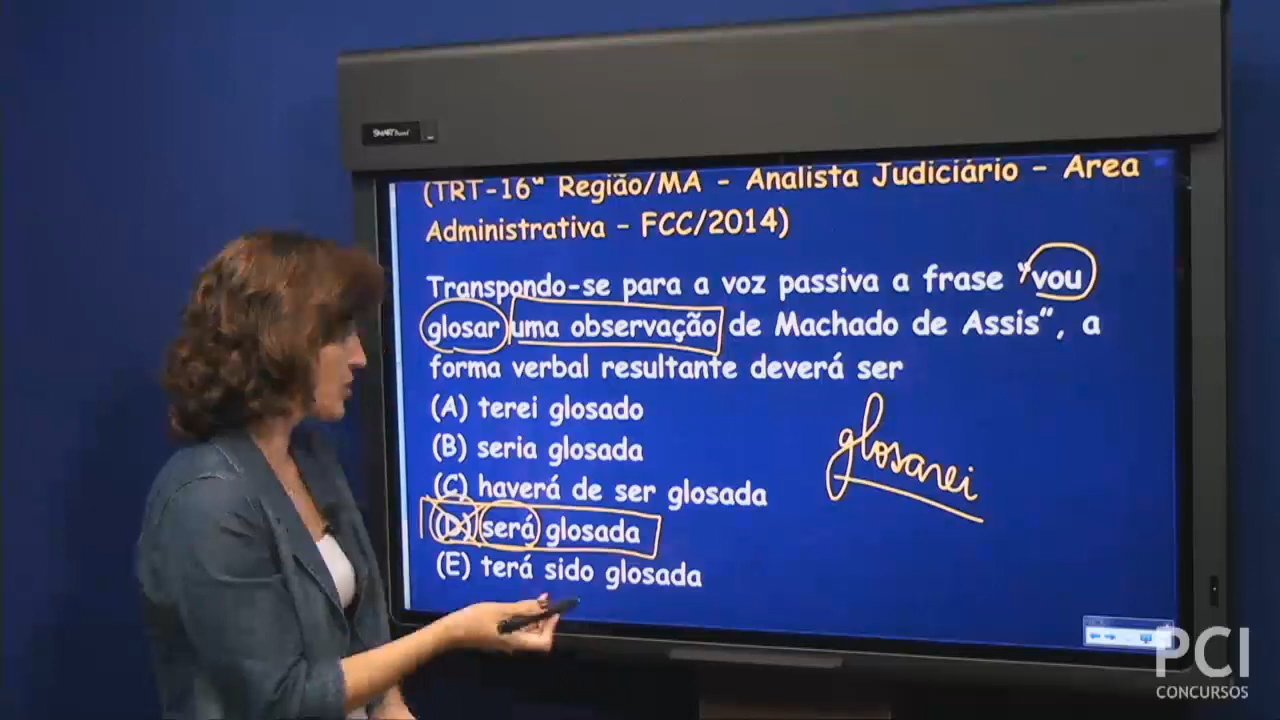 SMART Board
(TRT-16ª Região/MA - Analista Judiciário - Área
Administrativa - FCC/2014)
Transpondo-se para a voz passiva a frase "vou
glosar uma observação de Machado de Assis", a
forma verbal resultante deverá ser
(A) terei glosado
(B) seria glosada
(C) haverá de ser glosada
(D) será glosada
(E) terá sido glosada
glosarei
PCI
CONCURSOS